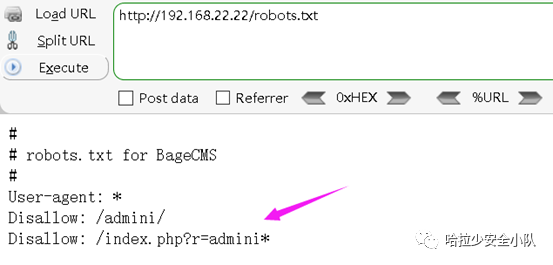 Load URL
http://192.168.22.22/robots.txt
Split URL
Execute
Post data
Referrer
0xHEX
%URL
#
# robots.txt for BageCMS
#
User-agent: *
Disallow: /admini/
Disallow: /index.php?r=admini*
哈拉少安全小队